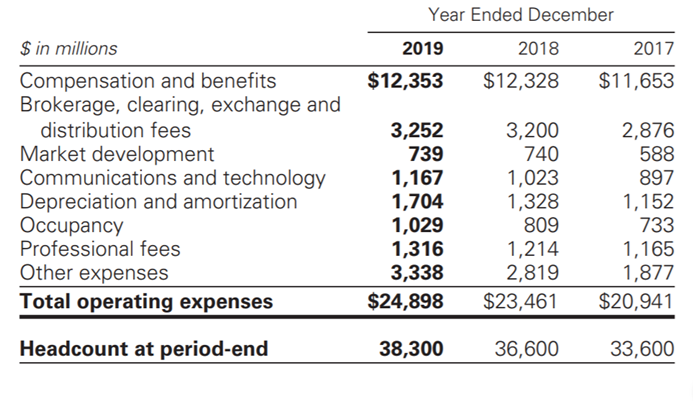 Year Ended December
$ in millions 2019 2018 2017
Compensation and benefits $12,353 $12,328 $11,653
Brokerage, clearing, exchange and
distribution fees 3,252 3,200 2,876
Market development 739 740 588
Communications and technology 1,167 1,023 897
Depreciation and amortization 1,704 1,328 1,152
Occupancy 1,029 809 733
Professional fees 1,316 1,214 1,165
Other expenses 3,338 2,819 1,877
Total operating expenses $24,898 $23,461 $20,941
Headcount at period-end 38,300 36,600 33,600